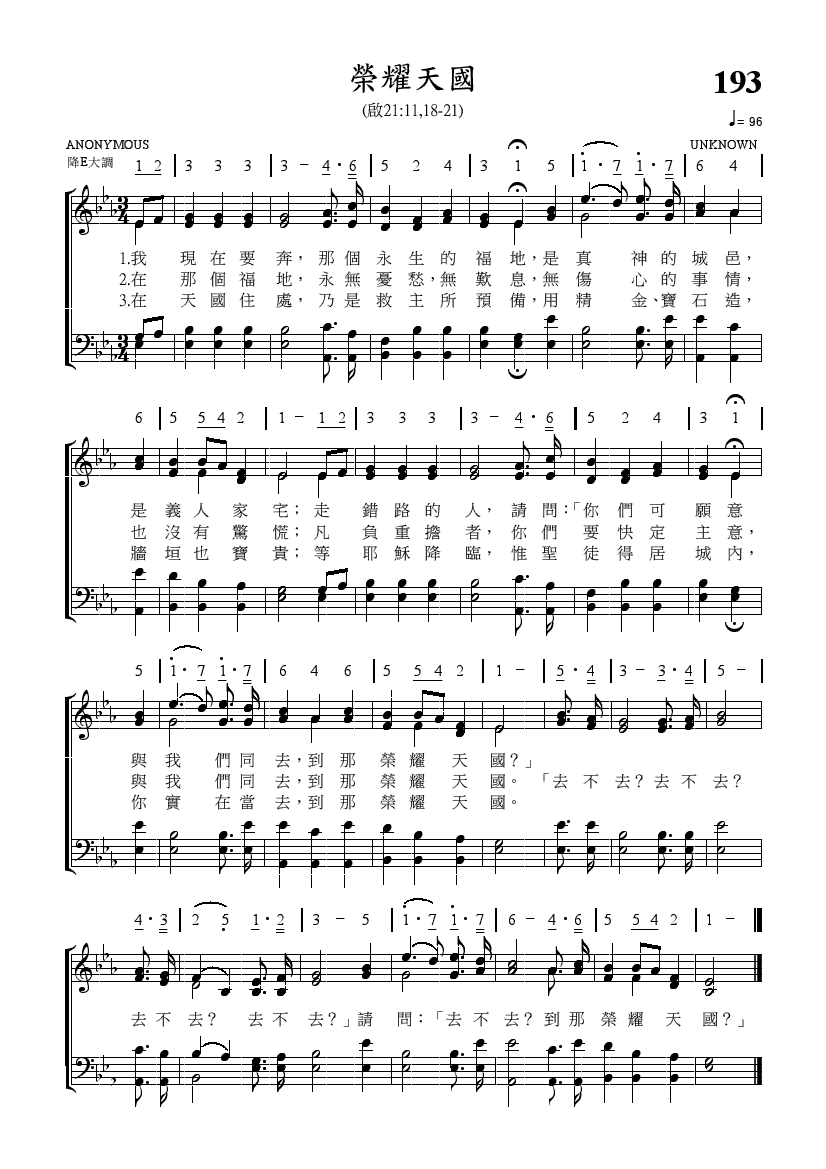 榮耀天國
193
(啟21:11,18-21)
♩= 96
ANONYMOUS
UNKNOWN
降E大調
1 2 | 3 3 3 | 3 - 4 · 6 | 5 2 4 | 3 1 5 | 1 · 7 1 · 7 | 6 4
3/4
1.我 現在要奔，那個永生的福地，是真 神的城邑，
2.在 那個福地，永無憂愁，無歎息，無傷 心的事情，
3.在 天國住處，乃是救主所預備，用精 金、寶石造，
6 | 5 5 4 2 | 1 - 1 2 | 3 3 3 | 3 - 4 · 6 | 5 2 4 | 3 1
是義人家宅；走 錯路的人，請問：「你們可願意
也沒有驚慌；凡 負重擔者，你們要快定主意，
牆垣也寶貴；等 耶穌降臨，惟聖徒得居城內，
5 | 1 · 7 1 · 7 | 6 4 6 | 5 5 4 2 | 1 - | 5 · 4 | 3 - 3 · 4 | 5 -
與我 們同去，到那榮耀天國？」
與我 們同去，到那榮耀天國。 「去不去？去不去？
你實 在當去，到那榮耀天國。
4 · 3 | 2 5 1 · 2 | 3 - 5 | 1 · 7 1 · 7 | 6 - 4 · 6 | 5 5 4 2 | 1 -
去不去？ 去不去？」請問：「去不去？到那榮耀天國？」